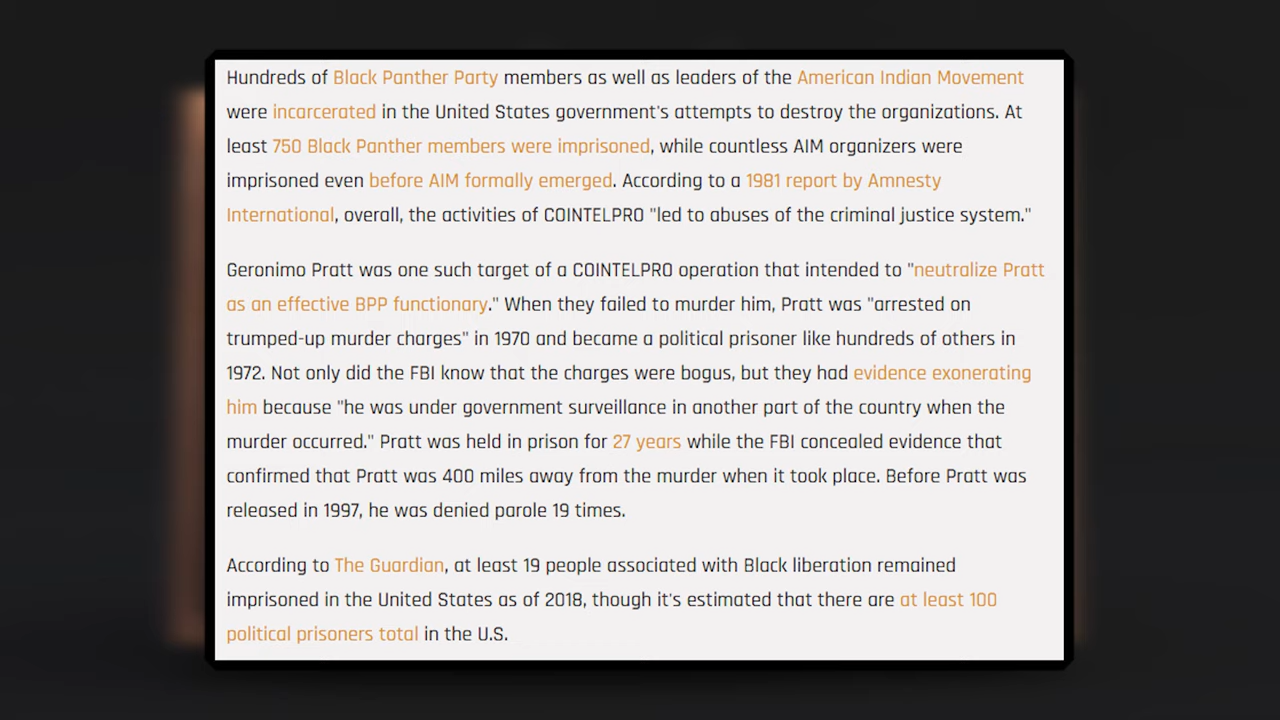 Hundreds of Black Panther Party members as well as leaders of the American Indian Movement
were incarcerated in the United States government's attempts to destroy the organizations. At
least 750 Black Panther members were imprisoned, while countless AIM organizers were
imprisoned even before AIM formally emerged. According to a 1981 report by Amnesty
International, overall, the activities of COINTELPRO "led to abuses of the criminal justice system."
Geronimo Pratt was one such target of a COINTELPRO operation that intended to "neutralize Pratt
as an effective BPP functionary." When they failed to murder him, Pratt was "arrested on
trumped-up murder charges" in 1970 and became a political prisoner like hundreds of others in
1972. Not only did the FBI know that the charges were bogus, but they had evidence exonerating
him because "he was under government surveillance in another part of the country when the
murder occurred." Pratt was held in prison for 27 years while the FBI concealed evidence that
confirmed that Pratt was 400 miles away from the murder when it took place. Before Pratt was
released in 1997, he was denied parole 19 times.
According to The Guardian, at least 19 people associated with Black liberation remained
imprisoned in the United States as of 2018, though it's estimated that there are at least 100
political prisoners total in the U.S.